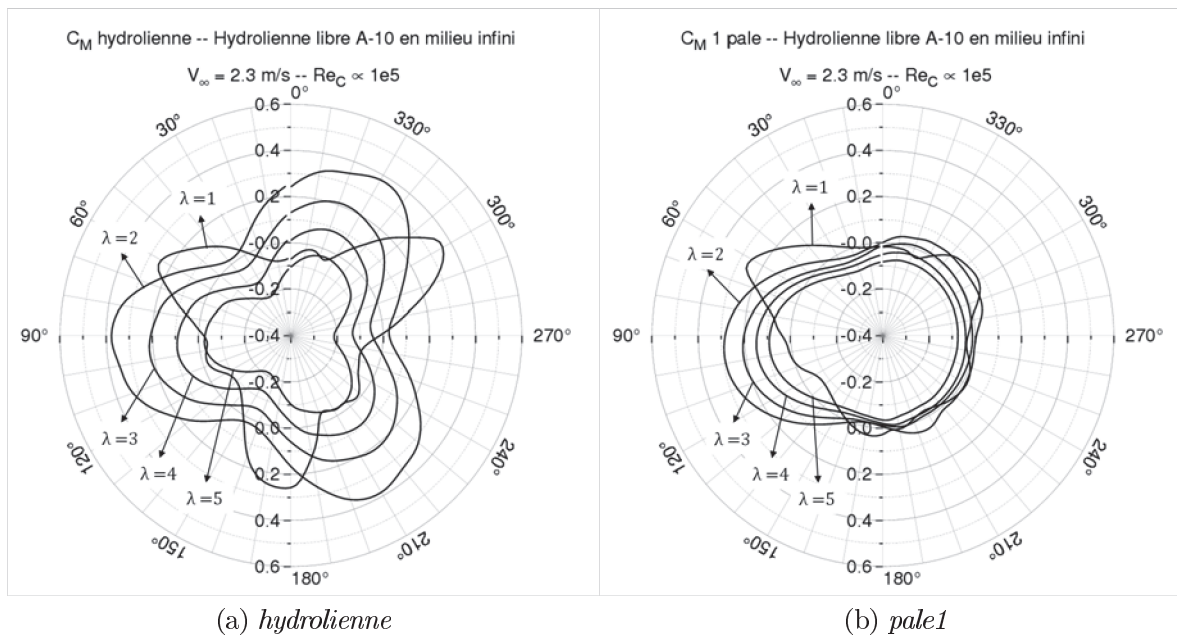 C_M hydrolienne -- Hydrolienne libre A-10 en milieu infini
V_∞ = 2.3 m/s -- Re_C ∝ 1e5
0°
0.6
30°
330°
0.4
λ=1
0.2
60°
300°
λ=2
-0.0
-0.2
90°
-0.4
270°
-0.2
0.0
λ=3
120°
240°
λ=4
0.2
λ=5
0.4
150°
210°
0.6
180°
(a) hydrolienne
C_M 1 pale -- Hydrolienne libre A-10 en milieu infini
V_∞ = 2.3 m/s -- Re_C ∝ 1e5
0°
0.6
30°
330°
0.4
λ=1
0.2
60°
300°
λ=2
-0.0
-0.2
90°
-0.4
270°
-0.2
0.0
λ=3
120°
240°
λ=4
0.2
λ=5
0.4
150°
210°
0.6
180°
(b) pale1